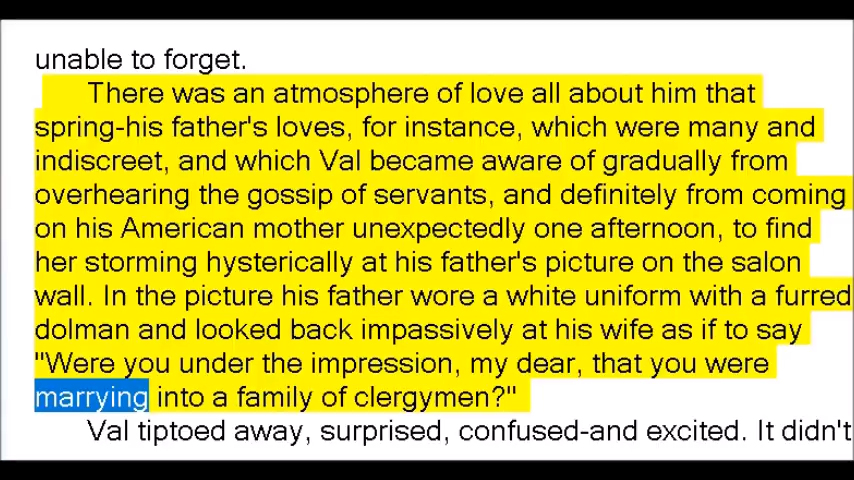 unable to forget.
There was an atmosphere of love all about him that
spring-his father's loves, for instance, which were many and
indiscreet, and which Val became aware of gradually from
overhearing the gossip of servants, and definitely from coming
on his American mother unexpectedly one afternoon, to find
her storming hysterically at his father's picture on the salon
wall. In the picture his father wore a white uniform with a furred
dolman and looked back impassively at his wife as if to say
"Were you under the impression, my dear, that you were
marrying into a family of clergymen?"
Val tiptoed away, surprised, confused-and excited. It didn't